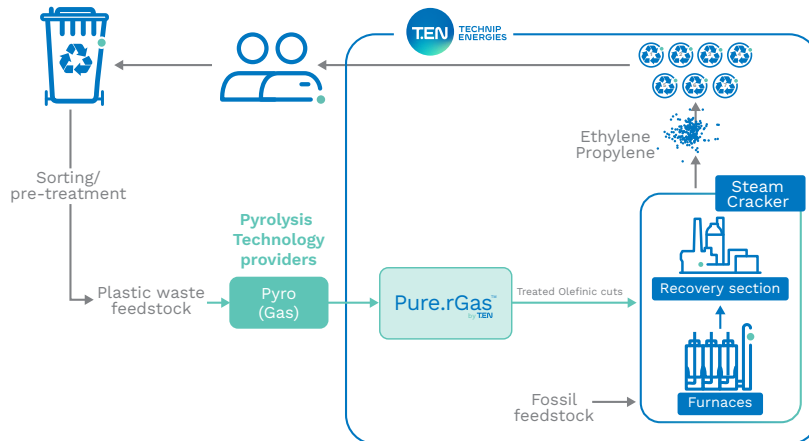 T.EN
TECHNIP
ENERGIES
Ethylene
Propylene
Sorting/
pre-treatment
Steam
Cracker
Pyrolysis
Technology
providers
Plastic waste
feedstock
Pyro
(Gas)
Pure.rGas™
by T.EN
Treated Olefinic cuts
Recovery section
Fossil
feedstock
Furnaces